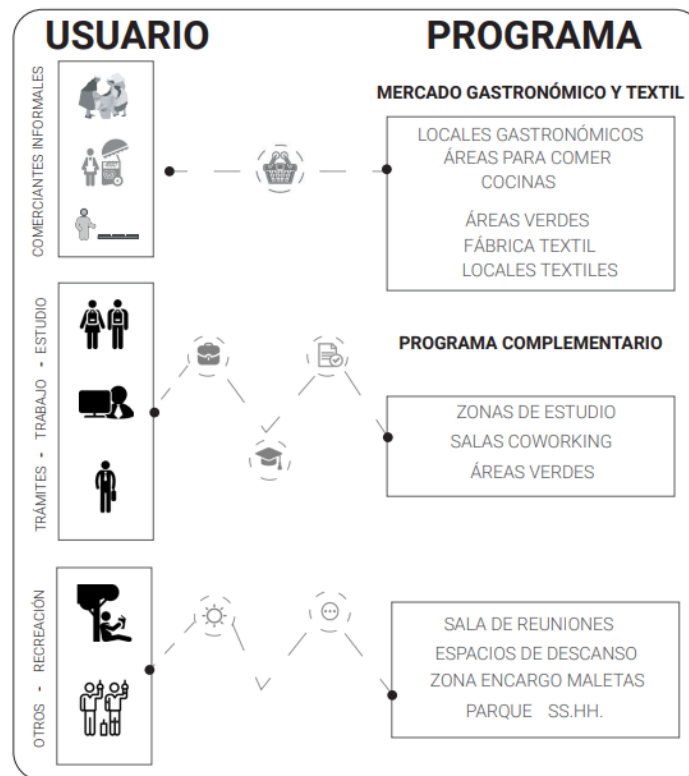 USUARIO
PROGRAMA
COMERCIANTES INFORMALES
MERCADO GASTRONÓMICO Y TEXTIL
LOCALES GASTRONÓMICOS
ÁREAS PARA COMER
COCINAS
ÁREAS VERDES
FÁBRICA TEXTIL
LOCALES TEXTILES
TRÁMITES - TRABAJO - ESTUDIO
PROGRAMA COMPLEMENTARIO
ZONAS DE ESTUDIO
SALAS COWORKING
ÁREAS VERDES
OTROS - RECREACIÓN
SALA DE REUNIONES
ESPACIOS DE DESCANSO
ZONA ENCARGO MALETAS
PARQUE SS.HH.